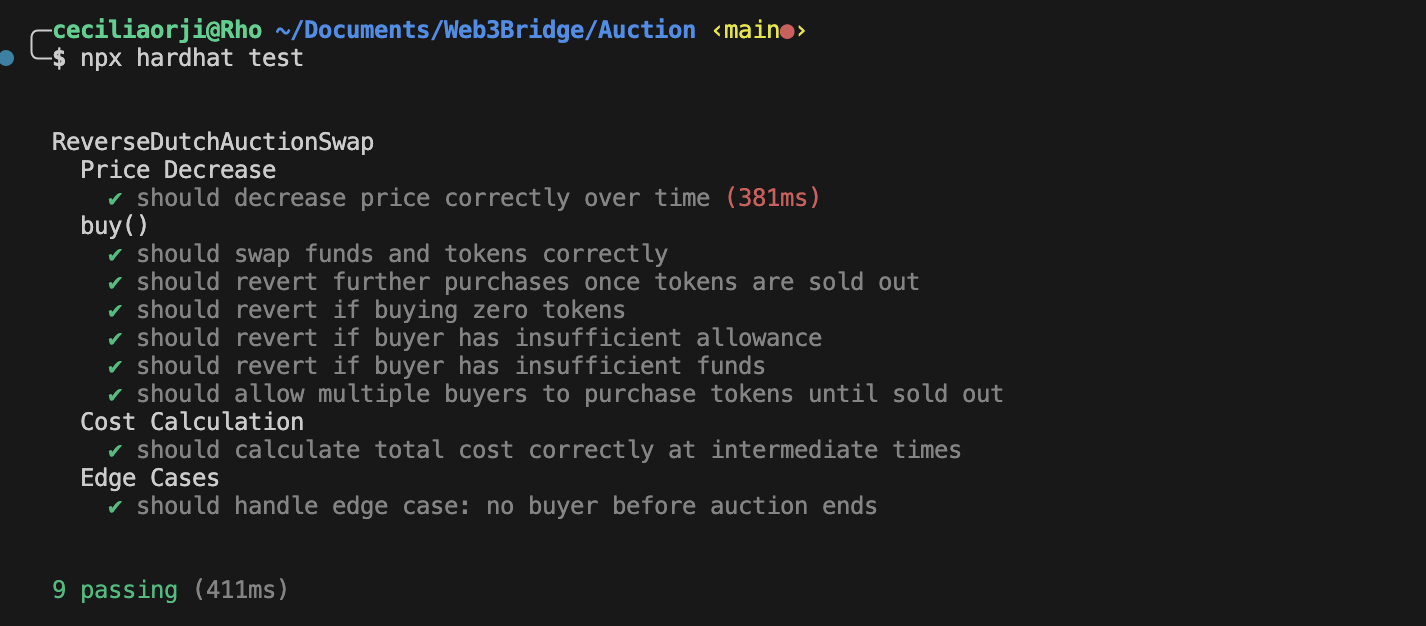 ceciliaorji@Rho ~/Documents/Web3Bridge/Auction ‹main●›
$ npx hardhat test
ReverseDutchAuctionSwap
Price Decrease
✔ should decrease price correctly over time (381ms)
buy()
✔ should swap funds and tokens correctly
✔ should revert further purchases once tokens are sold out
✔ should revert if buying zero tokens
✔ should revert if buyer has insufficient allowance
✔ should revert if buyer has insufficient funds
✔ should allow multiple buyers to purchase tokens until sold out
Cost Calculation
✔ should calculate total cost correctly at intermediate times
Edge Cases
✔ should handle edge case: no buyer before auction ends
9 passing (411ms)